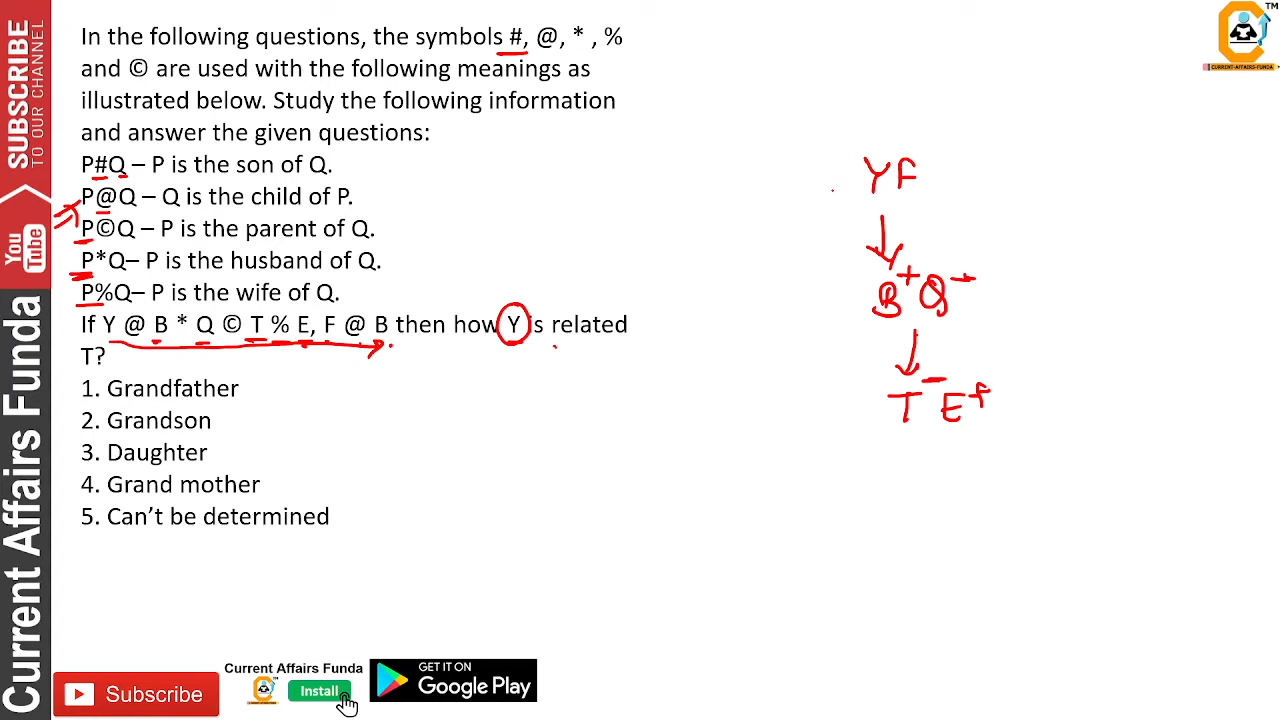 SUBSCRIBE
TO OUR CHANNEL
You Tube
Current Affairs Funda
TM
CURRENT-AFFAIRS-FUNDA
In the following questions, the symbols #, @, * , %
and © are used with the following meanings as
illustrated below. Study the following information
and answer the given questions:
P#Q – P is the son of Q.
P@Q – Q is the child of P.
P©Q – P is the parent of Q.
P*Q– P is the husband of Q.
P%Q– P is the wife of Q.
If Y @ B * Q © T % E, F @ B then how Y is related
T?
1. Grandfather
2. Grandson
3. Daughter
4. Grand mother
5. Can’t be determined
Y F
B + Q -
T - E +
Subscribe
Current Affairs Funda
Install
GET IT ON
Google Play